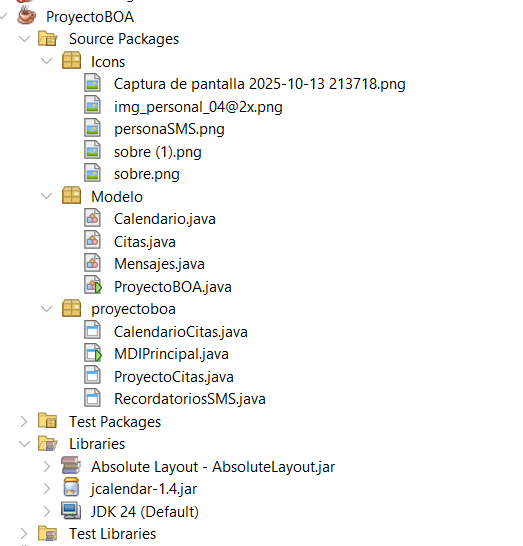 ProyectoBOA
Source Packages
Icons
Captura de pantalla 2025-10-13 213718.png
img_personal_04@2x.png
personaSMS.png
sobre (1).png
sobre.png
Modelo
Calendario.java
Citas.java
Mensajes.java
ProyectoBOA.java
proyectoboa
CalendarioCitas.java
MDIPrincipal.java
ProyectoCitas.java
RecordatoriosSMS.java
Test Packages
Libraries
Absolute Layout - AbsoluteLayout.jar
jcalendar-1.4.jar
JDK 24 (Default)
Test Libraries